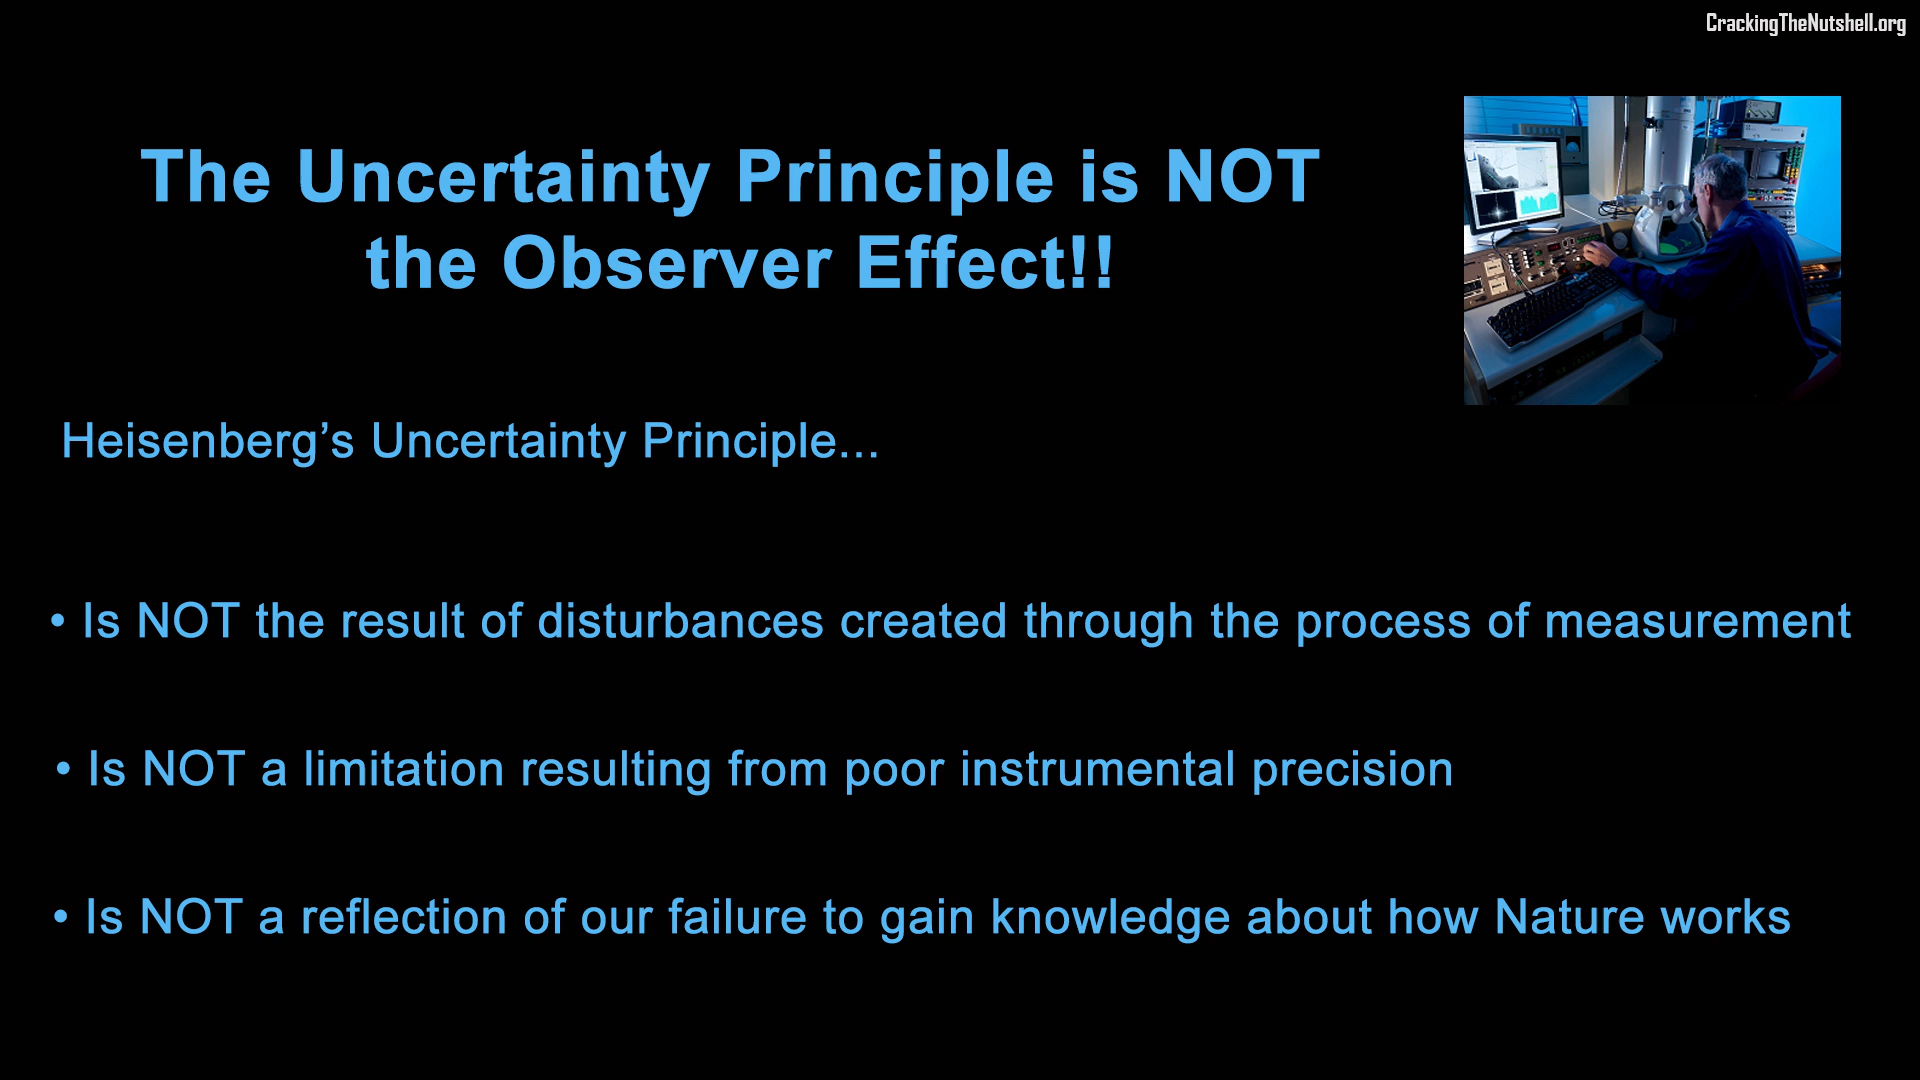 CrackingTheNutshell.org
The Uncertainty Principle is NOT
the Observer Effect!!
Heisenberg’s Uncertainty Principle...
• Is NOT the result of disturbances created through the process of measurement
• Is NOT a limitation resulting from poor instrumental precision
• Is NOT a reflection of our failure to gain knowledge about how Nature works